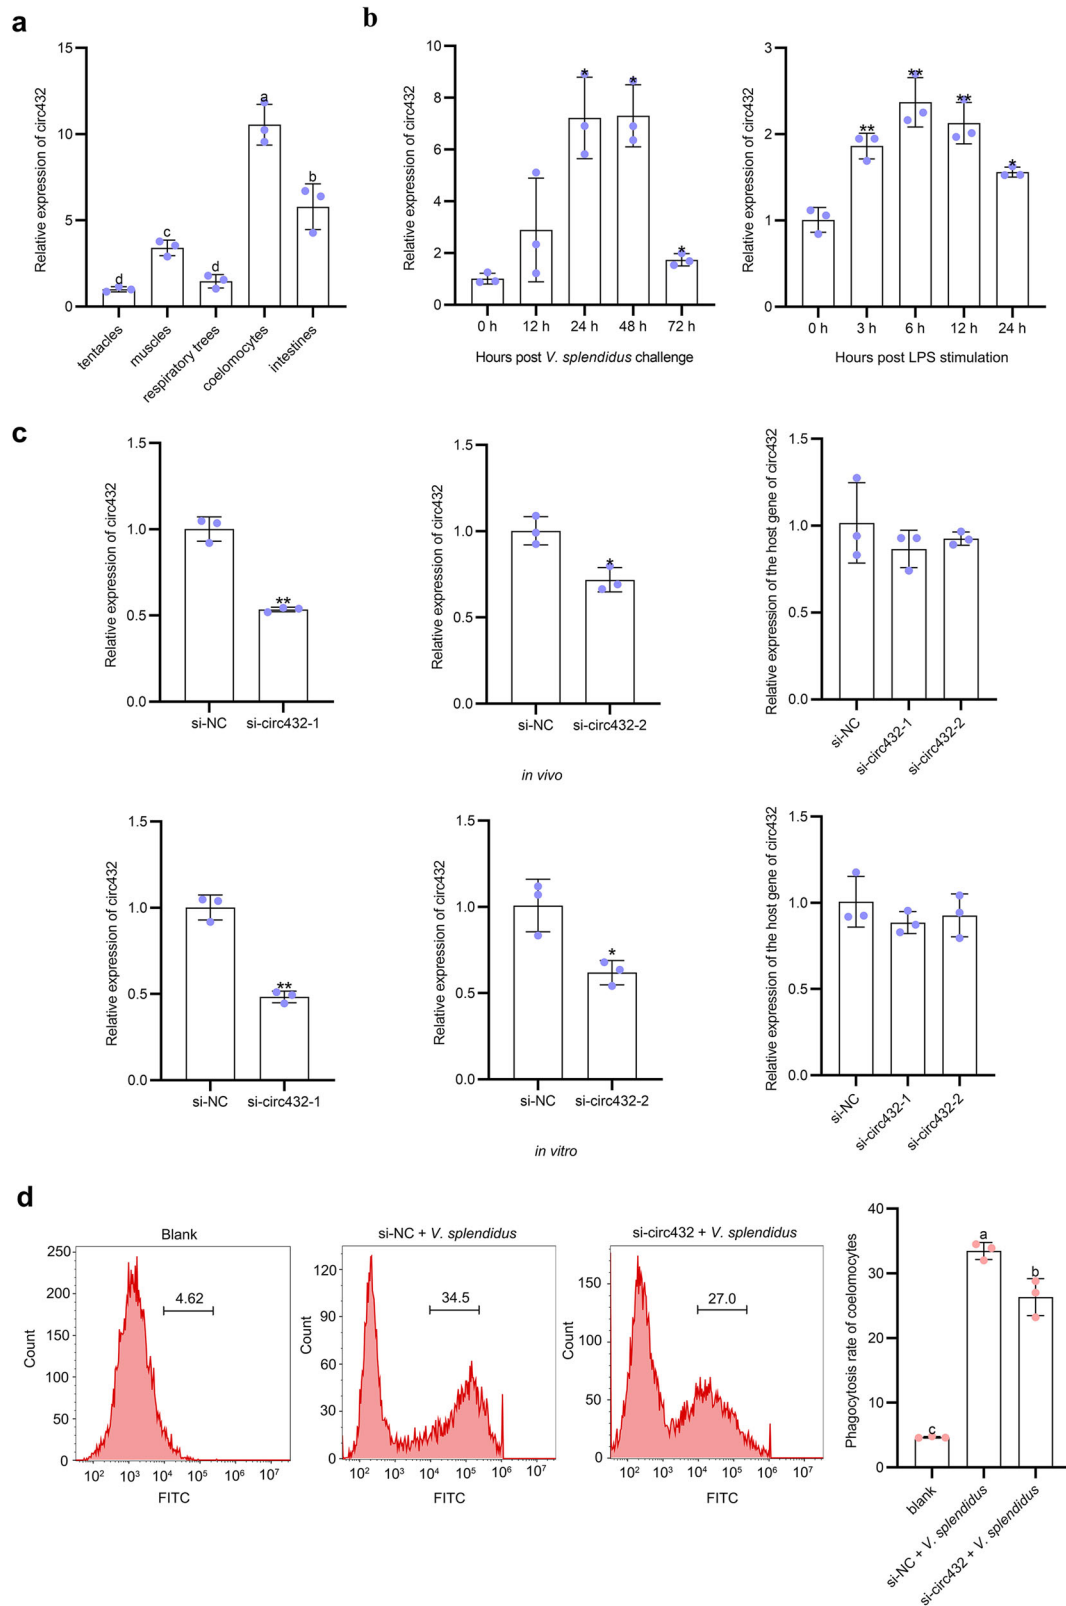 a
Relative expression of circ432
15
10
5
0
d
c
d
a
b
tentacles
muscles
respiratory trees
coelomocytes
intestines
b
Relative expression of circ432
10
8
6
4
2
0
*
*
*
0 h
12 h
24 h
48 h
72 h
Hours post V. splendidus challenge
Relative expression of circ432
3
2
1
0
**
**
**
*
0 h
3 h
6 h
12 h
24 h
Hours post LPS stimulation
c
Relative expression of circ432
1.5
1.0
0.5
0.0
**
si-NC
si-circ432-1
Relative expression of circ432
1.5
1.0
0.5
0.0
*
si-NC
si-circ432-2
Relative expression of the host gene of circ432
1.5
1.0
0.5
0.0
si-NC
si-circ432-1
si-circ432-2
in vivo
Relative expression of circ432
1.5
1.0
0.5
0.0
**
si-NC
si-circ432-1
Relative expression of circ432
1.5
1.0
0.5
0.0
*
si-NC
si-circ432-2
Relative expression of the host gene of circ432
1.5
1.0
0.5
0.0
si-NC
si-circ432-1
si-circ432-2
in vitro
d
Blank
Count
250
200
150
100
50
0
4.62
10²
10³
10⁴
10⁵
10⁶
10⁷
FITC
si-NC + V. splendidus
Count
120
90
60
30
0
34.5
10²
10³
10⁴
10⁵
10⁶
10⁷
FITC
si-circ432 + V. splendidus
Count
150
100
50
0
27.0
10²
10³
10⁴
10⁵
10⁶
10⁷
FITC
Phagocytosis rate of coelomocytes
40
30
20
10
0
c
a
b
blank
si-NC + V. splendidus
si-circ432 + V. splendidus